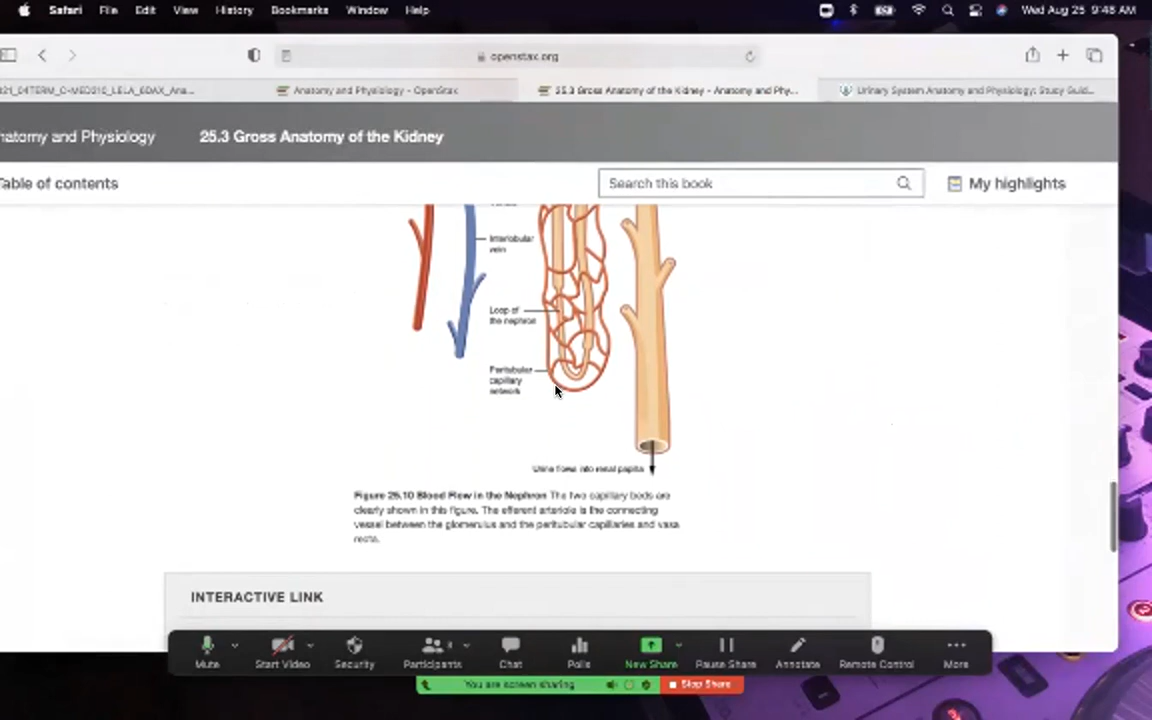 Safari File Edit View History Bookmarks Window Help Wed Aug 25 9:48 AM
openstax.org
21_04TERM_C-MED210_LELA_6DAX_Ana... Anatomy and Physiology - OpenStax 25.3 Gross Anatomy of the Kidney - Anatomy and Phy... Urinary System Anatomy and Physiology: Study Guid...
natomy and Physiology 25.3 Gross Anatomy of the Kidney
Table of contents Search this book My highlights
Interlobular
vein
Loop of
the nephron
Peritubular
capillary
network
Urine flows into renal papilla
Figure 25.10 Blood Flow in the Nephron The two capillary beds are
clearly shown in this figure. The efferent arteriole is the connecting
vessel between the glomerulus and the peritubular capillaries and vasa
recta.
INTERACTIVE LINK
Mute Start Video Security Participants Chat Polls New Share Pause Share Annotate Remote Control More
You are screen sharing Stop Share